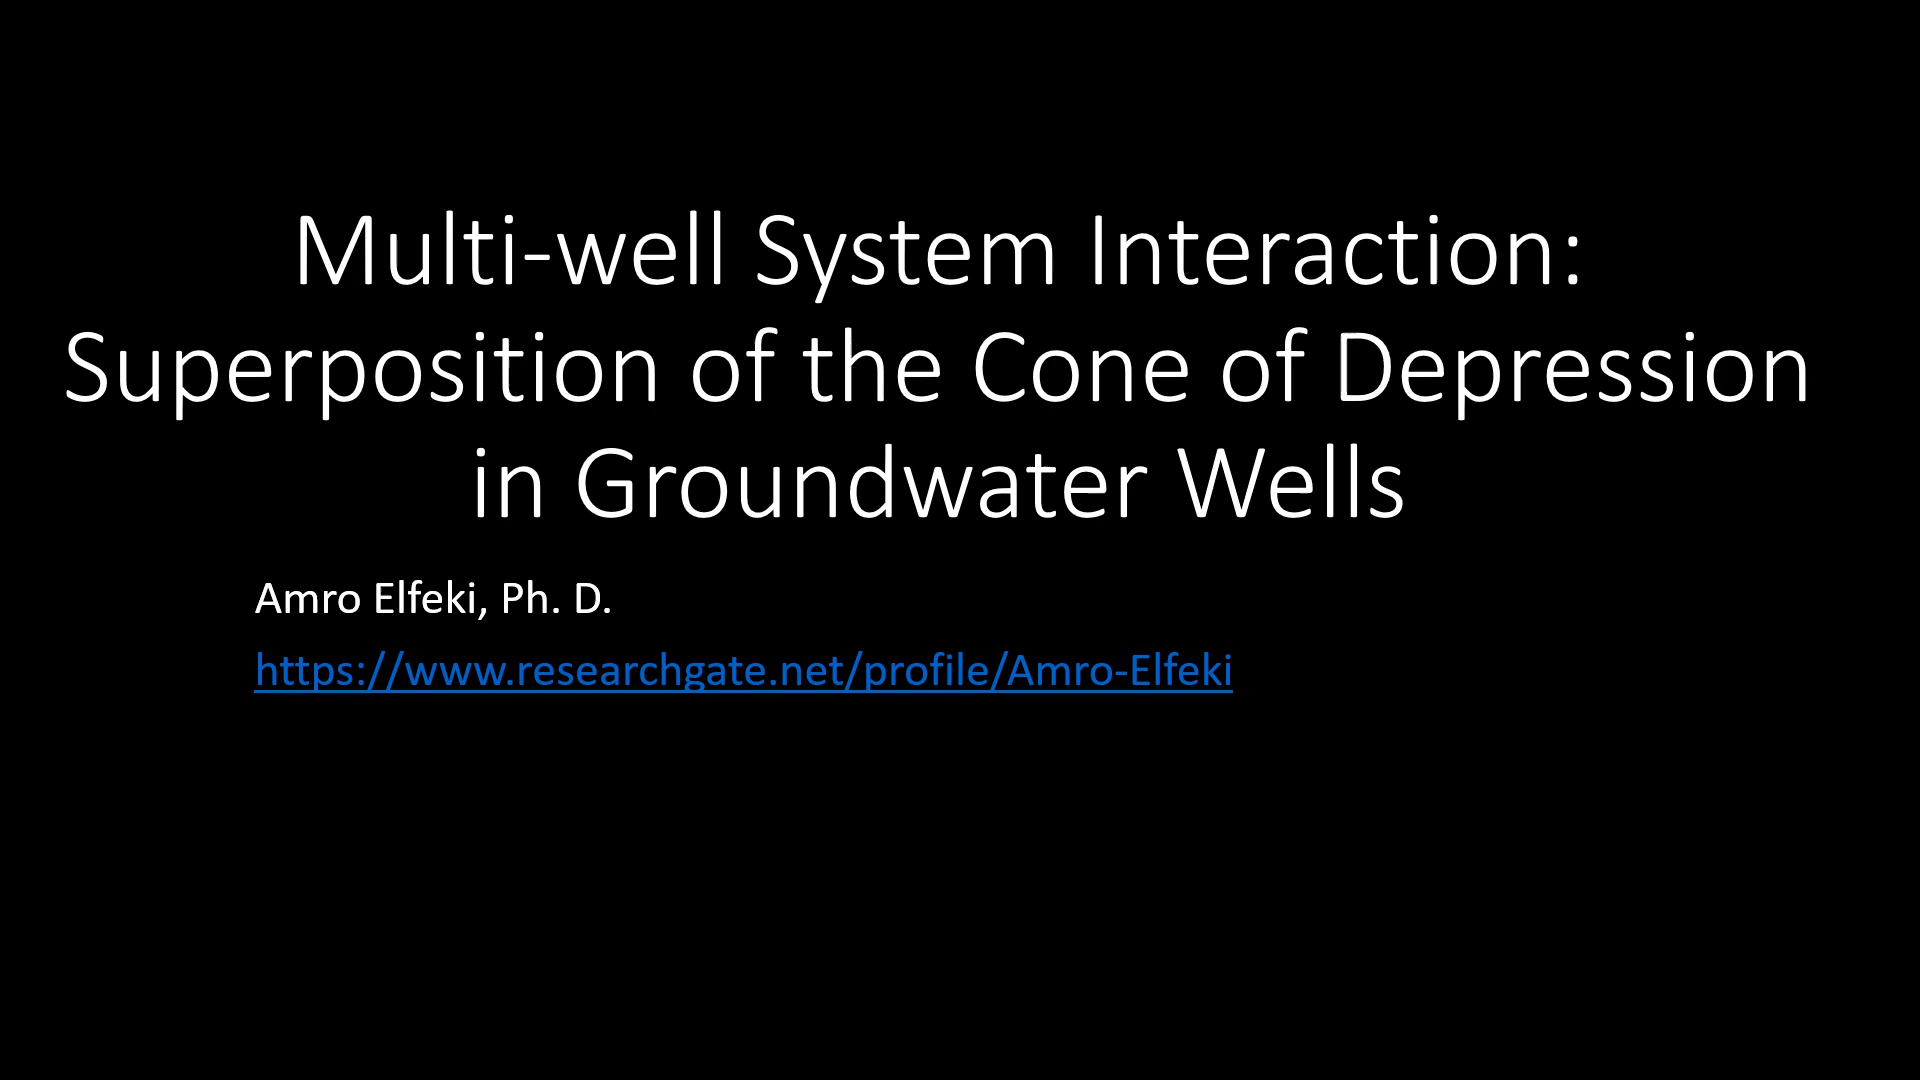 Multi-well System Interaction:
Superposition of the Cone of Depression
in Groundwater Wells
Amro Elfeki, Ph. D.
https://www.researchgate.net/profile/Amro-Elfeki